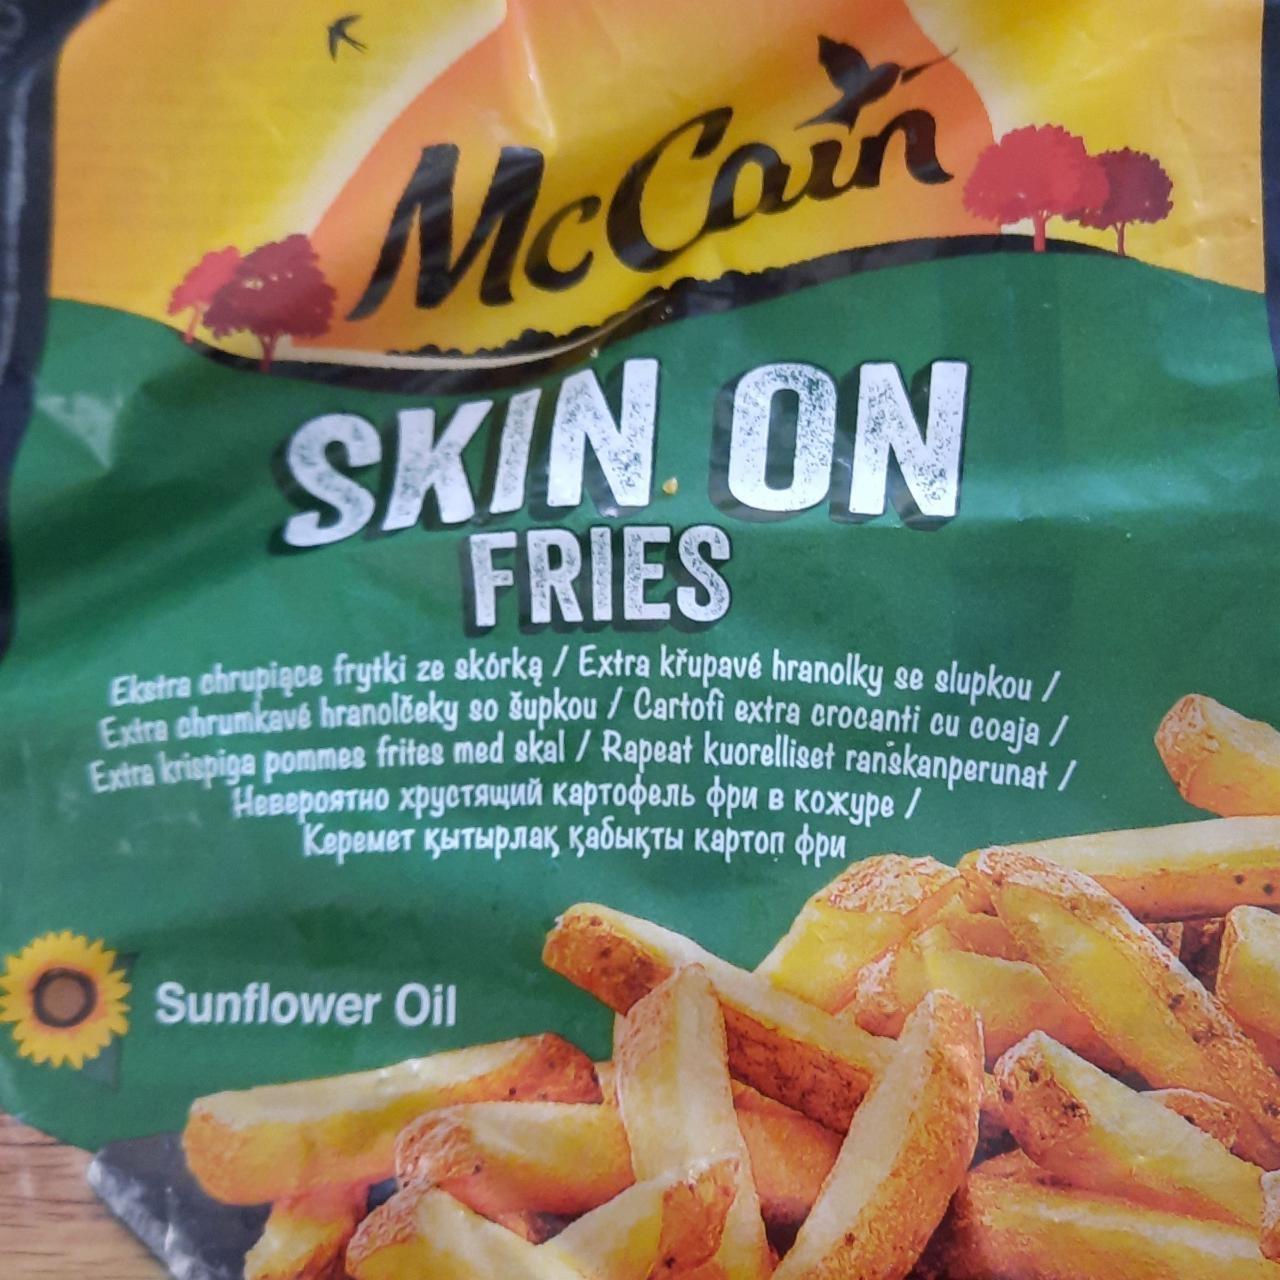 McCain
SKIN ON
FRIES
Ekstra chrupiące frytki ze skórką / Extra křupavé hranolky se slupkou /
Extra chrumkavé hranolčeky so šupkou / Cartofi extra crocanti cu coaja /
Extra krispiga pommes frites med skal / Rapeat kuorelliset ranskanperunat /
Невероятно хрустящий картофель фри в кожуре /
Керемет қытырлақ қабықты картоп фри
Sunflower Oil